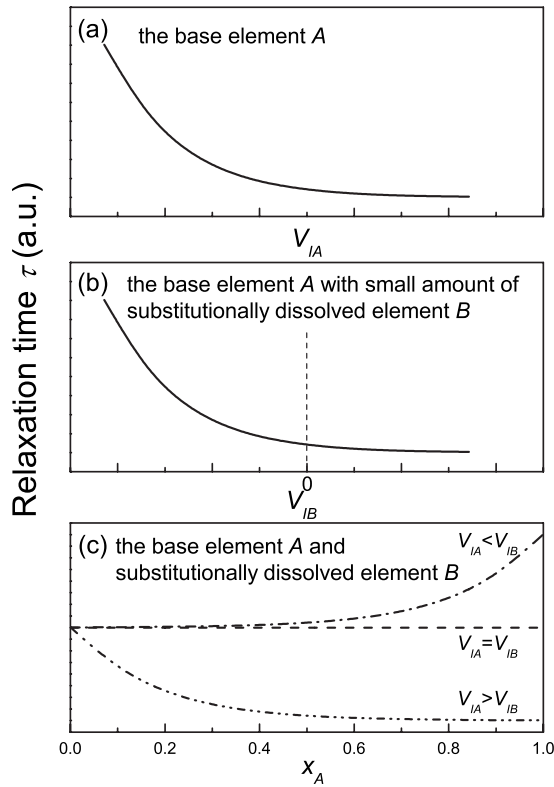 Relaxation time τ (a.u.)
(a) the base element A
V_IA
(b) the base element A with small amount of
substitutionally dissolved element B
0
V_IB
(c) the base element A and
substitutionally dissolved element B
V_IA<V_IB
V_IA=V_IB
V_IA>V_IB
0.0 0.2 0.4 0.6 0.8 1.0
x_A